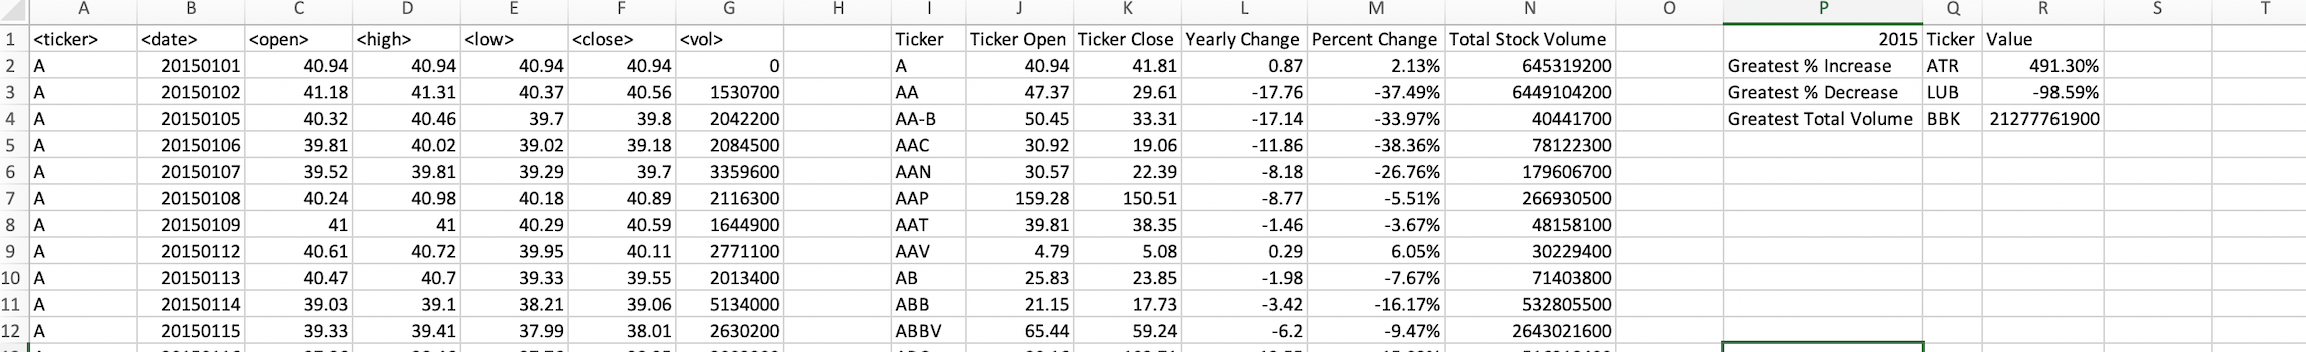 A B C D E F G H I J K L M N O P Q R S T
1 <ticker> <date> <open> <high> <low> <close> <vol> Ticker Ticker Open Ticker Close Yearly Change Percent Change Total Stock Volume 2015 Ticker Value
2 A 20150101 40.94 40.94 40.94 40.94 0 A 40.94 41.81 0.87 2.13% 645319200 Greatest % Increase ATR 491.30%
3 A 20150102 41.18 41.31 40.37 40.56 1530700 AA 47.37 29.61 -17.76 -37.49% 6449104200 Greatest % Decrease LUB -98.59%
4 A 20150105 40.32 40.46 39.7 39.8 2042200 AA-B 50.45 33.31 -17.14 -33.97% 40441700 Greatest Total Volume BBK 21277761900
5 A 20150106 39.81 40.02 39.02 39.18 2084500 AAC 30.92 19.06 -11.86 -38.36% 78122300
6 A 20150107 39.52 39.81 39.29 39.7 3359600 AAN 30.57 22.39 -8.18 -26.76% 179606700
7 A 20150108 40.24 40.98 40.18 40.89 2116300 AAP 159.28 150.51 -8.77 -5.51% 266930500
8 A 20150109 41 41 40.29 40.59 1644900 AAT 39.81 38.35 -1.46 -3.67% 48158100
9 A 20150112 40.61 40.72 39.95 40.11 2771100 AAV 4.79 5.08 0.29 6.05% 30229400
10 A 20150113 40.47 40.7 39.33 39.55 2013400 AB 25.83 23.85 -1.98 -7.67% 71403800
11 A 20150114 39.03 39.1 38.21 39.06 5134000 ABB 21.15 17.73 -3.42 -16.17% 532805500
12 A 20150115 39.33 39.41 37.99 38.01 2630200 ABBV 65.44 59.24 -6.2 -9.47% 2643021600